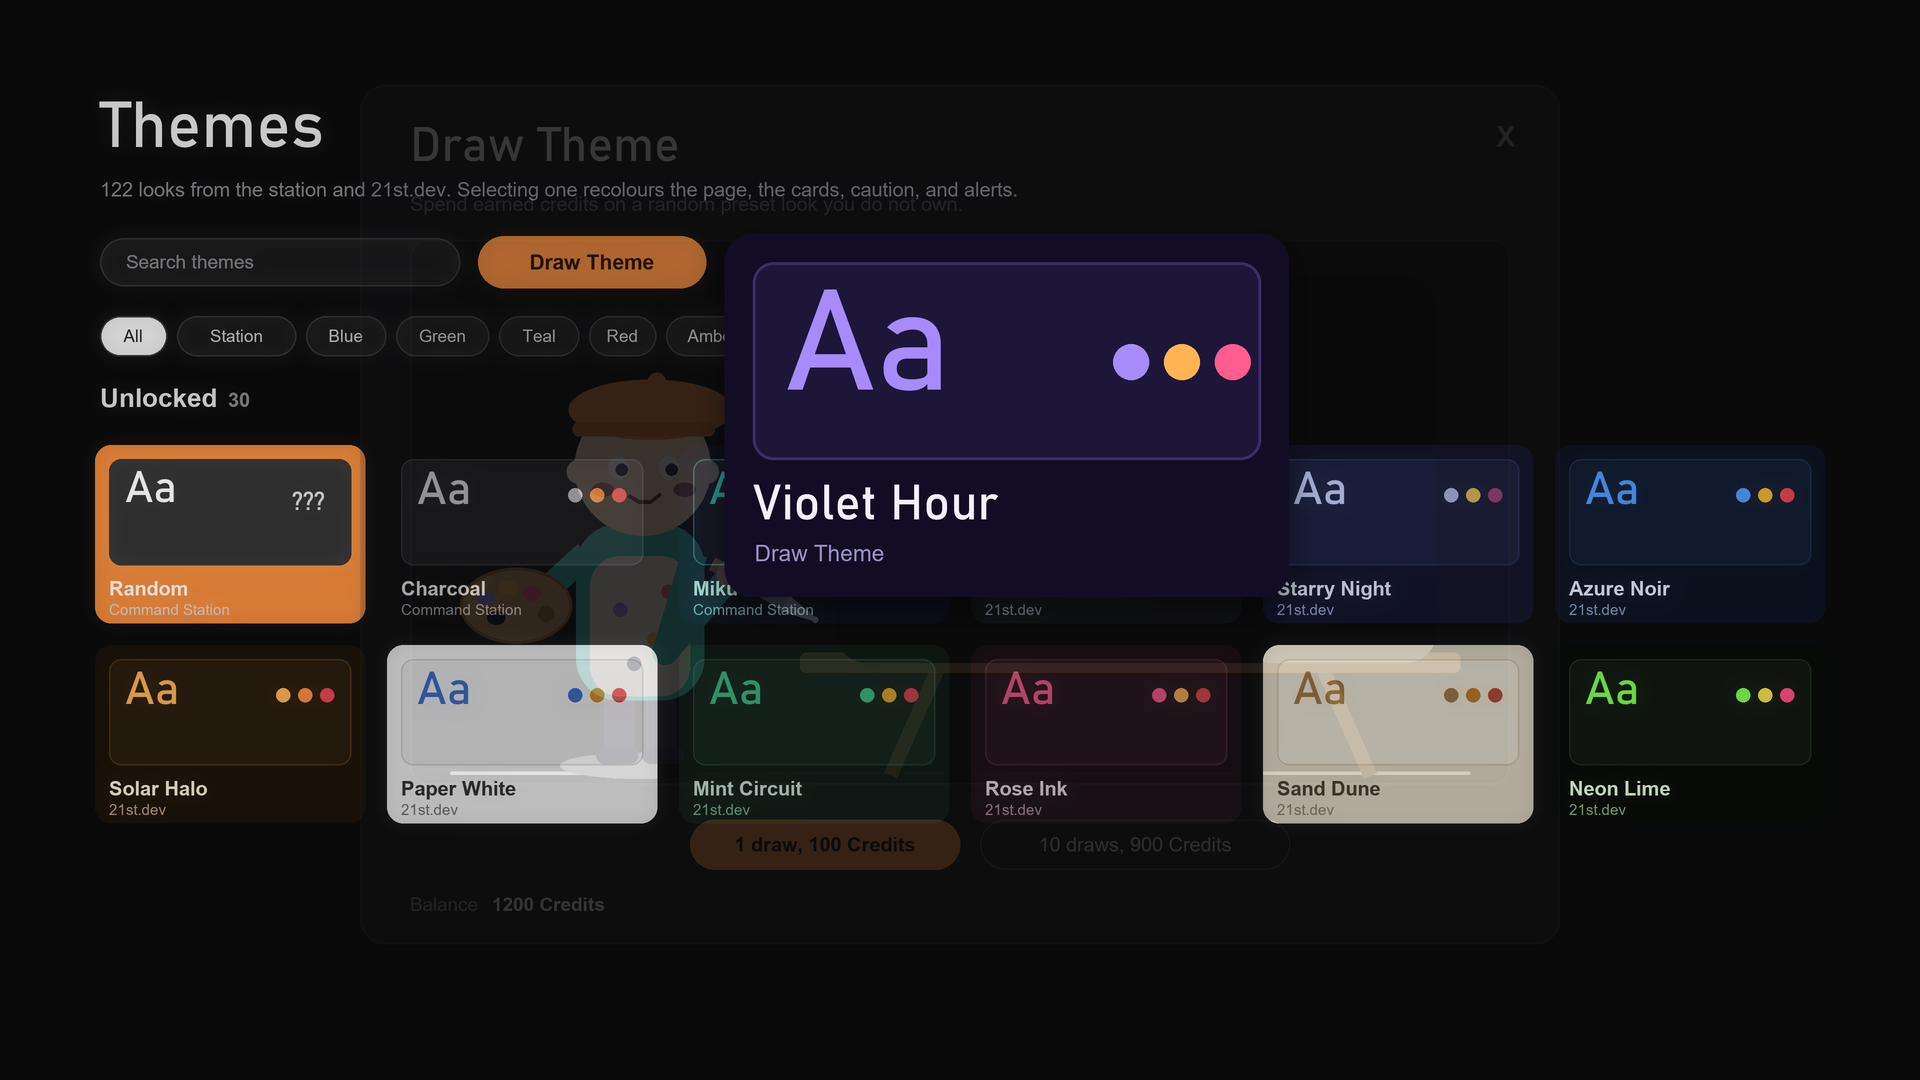 Themes
Draw Theme
X
122 looks from the station and 21st.dev. Selecting one recolours the page, the cards, caution, and alerts.
Spend earned credits on a random preset look you do not own.
Search themes
Draw Theme
All
Station
Blue
Green
Teal
Red
Unlocked 30
Aa
Violet Hour
Draw Theme
Aa ???
Random
Command Station
Aa
Charcoal
Command Station
Miku
Command Station
21st.dev
Aa
Starry Night
21st.dev
Aa
Azure Noir
21st.dev
Aa
Solar Halo
21st.dev
Aa
Paper White
21st.dev
Aa
Mint Circuit
21st.dev
Aa
Rose Ink
21st.dev
Aa
Sand Dune
21st.dev
Aa
Neon Lime
21st.dev
1 draw, 100 Credits
10 draws, 900 Credits
Balance 1200 Credits